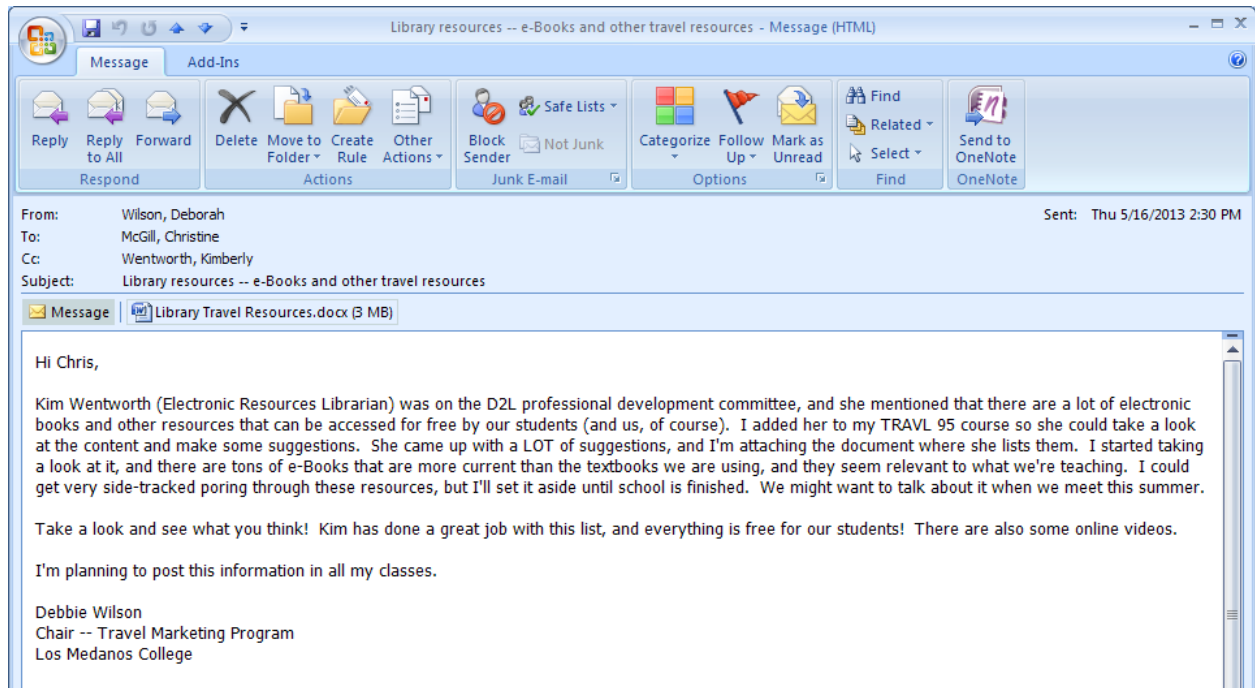 Library resources -- e-Books and other travel resources - Message (HTML)
Message Add-Ins
Reply Reply to All Forward
Delete Move to Folder Create Rule Other Actions
Block Sender Safe Lists Not Junk
Categorize Follow Up Mark as Unread
Find Related Select
Send to OneNote
Respond Actions Junk E-mail Options Find OneNote
From: Wilson, Deborah Sent: Thu 5/16/2013 2:30 PM
To: McGill, Christine
Cc: Wentworth, Kimberly
Subject: Library resources -- e-Books and other travel resources
Message Library Travel Resources.docx (3 MB)
Hi Chris,
Kim Wentworth (Electronic Resources Librarian) was on the D2L professional development committee, and she mentioned that there are a lot of electronic
books and other resources that can be accessed for free by our students (and us, of course).  I added her to my TRAVL 95 course so she could take a look
at the content and make some suggestions.  She came up with a LOT of suggestions, and I'm attaching the document where she lists them.  I started taking
a look at it, and there are tons of e-Books that are more current than the textbooks we are using, and they seem relevant to what we're teaching.  I could
get very side-tracked poring through these resources, but I'll set it aside until school is finished.  We might want to talk about it when we meet this summer.
Take a look and see what you think!  Kim has done a great job with this list, and everything is free for our students!  There are also some online videos.
I'm planning to post this information in all my classes.
Debbie Wilson
Chair -- Travel Marketing Program
Los Medanos College